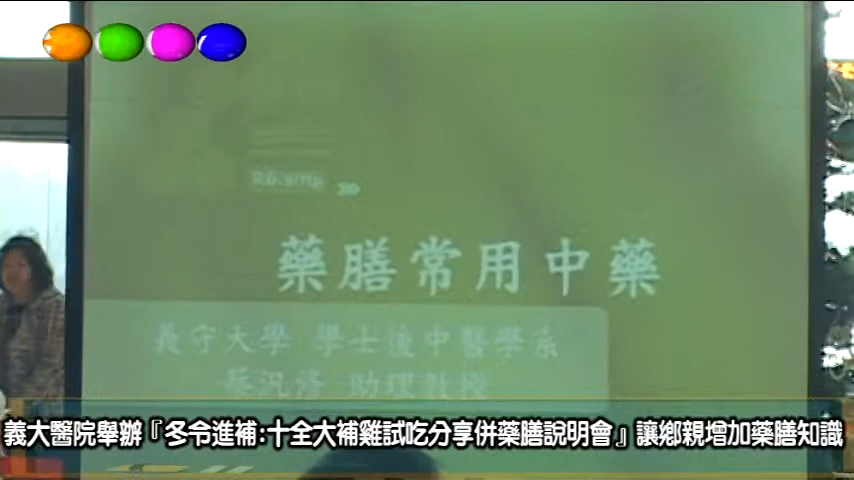 藥膳常用中藥
義守大學 學士後中醫學系
助理教授
義大醫院舉辦『冬令進補:十全大補雞試吃分享併藥膳說明會』讓鄉親增加藥膳知識